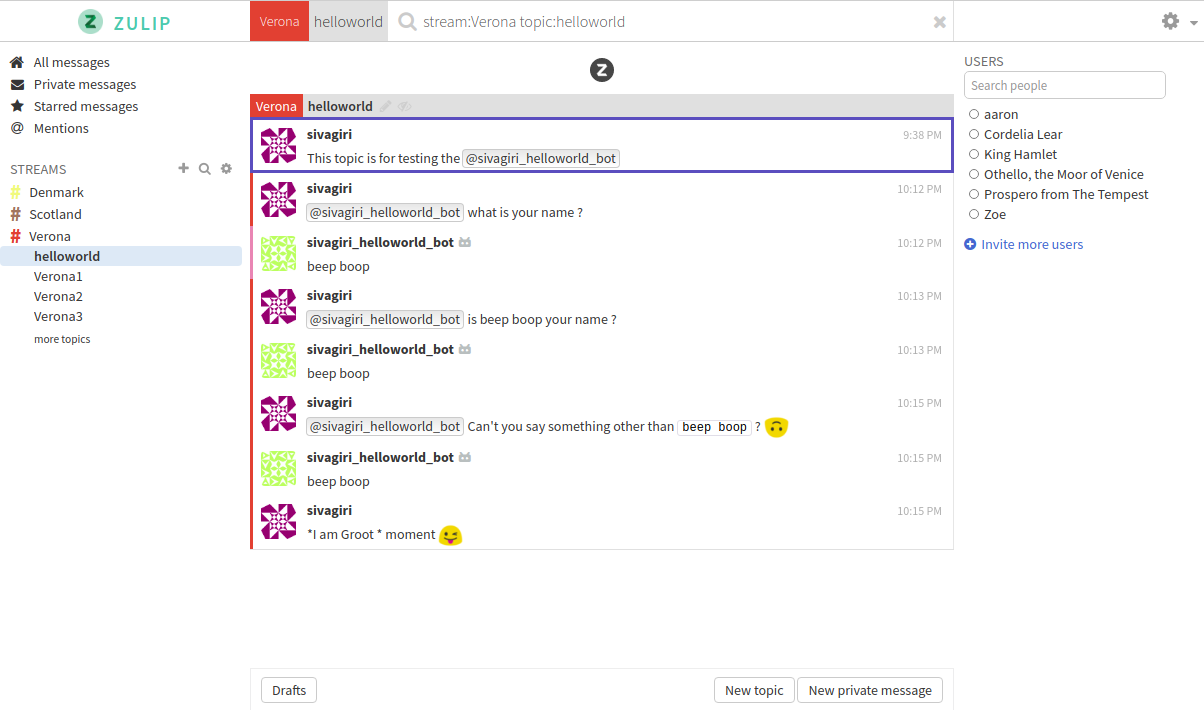 ZULIP
Verona helloworld stream:Verona topic:helloworld
All messages
Private messages
Starred messages
@ Mentions
STREAMS
# Denmark
# Scotland
# Verona
helloworld
Verona1
Verona2
Verona3
more topics
Verona helloworld
sivagiri 9:38 PM
This topic is for testing the @sivagiri_helloworld_bot
sivagiri 10:12 PM
@sivagiri_helloworld_bot what is your name ?
sivagiri_helloworld_bot 10:12 PM
beep boop
sivagiri 10:13 PM
@sivagiri_helloworld_bot is beep boop your name ?
sivagiri_helloworld_bot 10:13 PM
beep boop
sivagiri 10:15 PM
@sivagiri_helloworld_bot Can't you say something other than beep boop ? 🙃
sivagiri_helloworld_bot 10:15 PM
beep boop
sivagiri 10:15 PM
*I am Groot * moment 😜
Drafts
New topic
New private message
USERS
Search people
aaron
Cordelia Lear
King Hamlet
Othello, the Moor of Venice
Prospero from The Tempest
Zoe
Invite more users